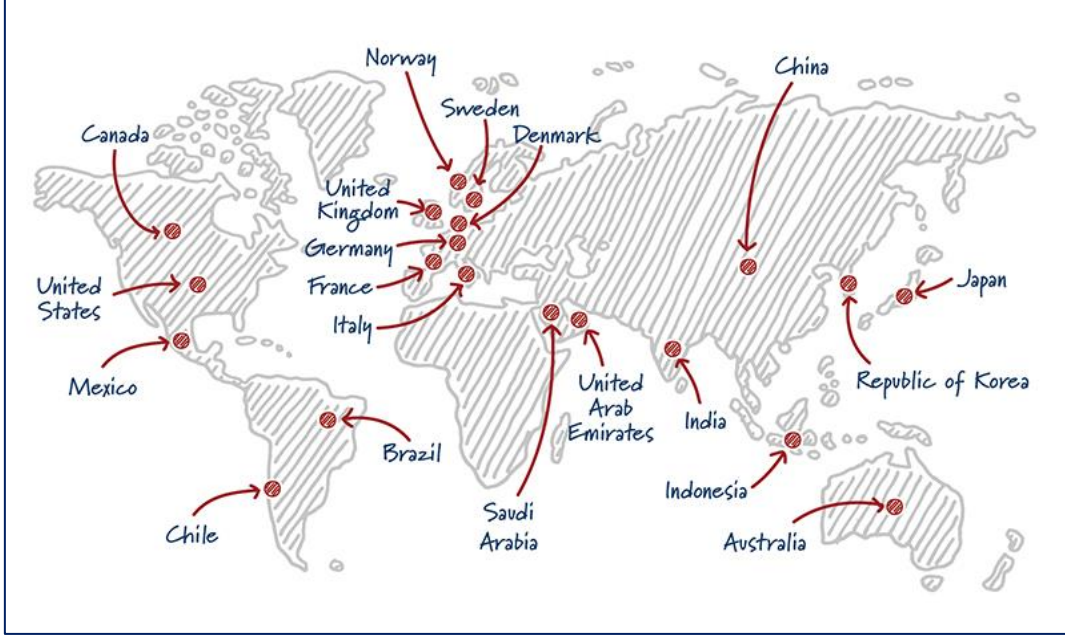 Norway
China
Sweden
Canada
Denmark
United
Kingdom
Germany
France
United
States
Japan
Italy
Mexico
United
Arab
Emirates
Republic of Korea
India
Brazil
Indonesia
Saudi
Arabia
Chile
Australia